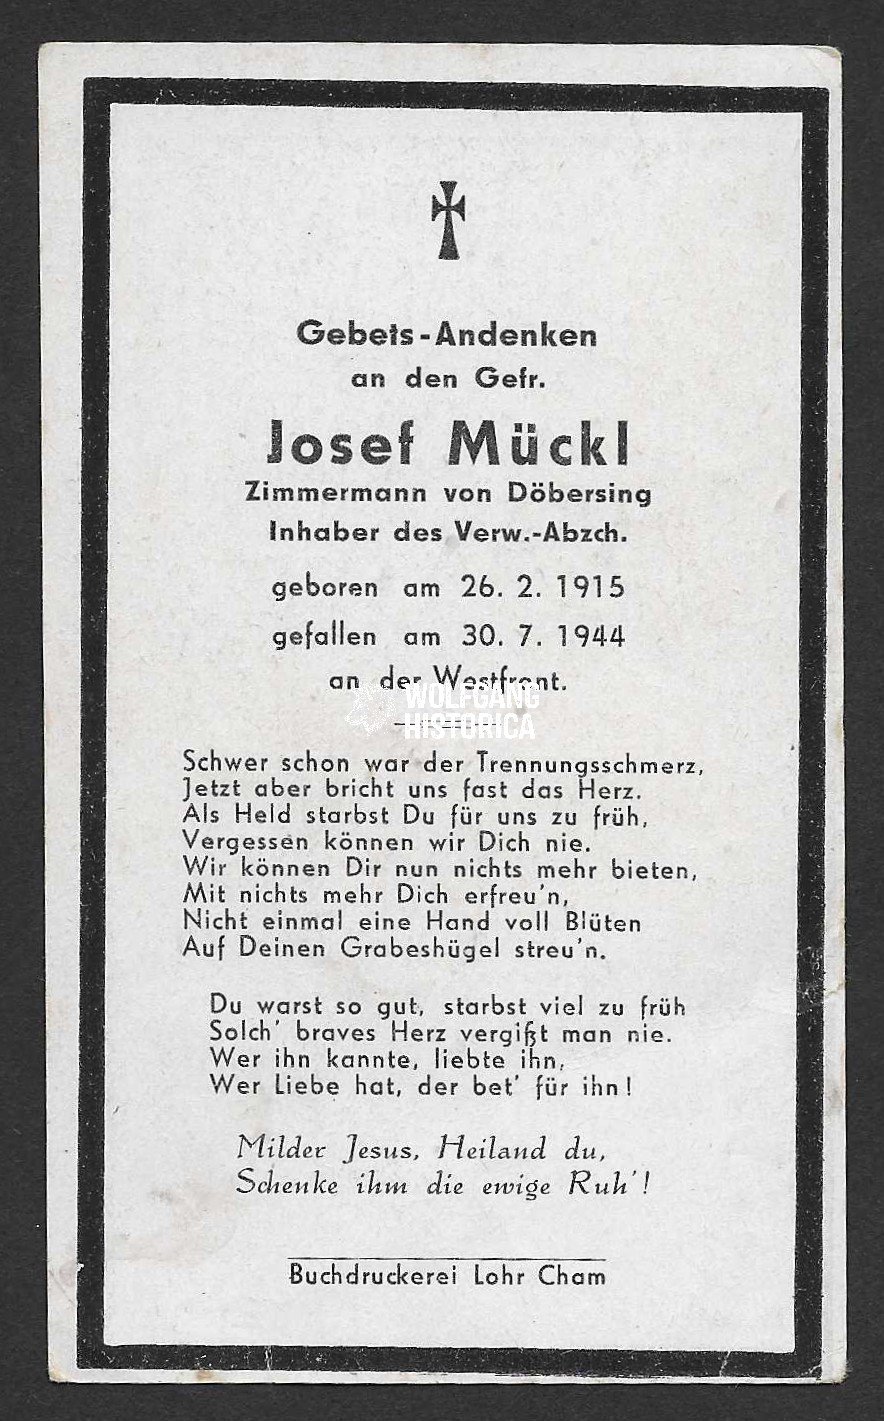 Gebets-Andenken
an den Gefr.
Josef Mückl
Zimmermann von Döbersing
Inhaber des Verw.-Abzch.
geboren am 26. 2. 1915
gefallen am 30. 7. 1944
an der Westfront.
WOLFGANG
HISTORICA
Schwer schon war der Trennungsschmerz,
Jetzt aber bricht uns fast das Herz.
Als Held starbst Du für uns zu früh,
Vergessen können wir Dich nie.
Wir können Dir nun nichts mehr bieten,
Mit nichts mehr Dich erfreu'n,
Nicht einmal eine Hand voll Blüten
Auf Deinen Grabeshügel streu'n.
Du warst so gut, starbst viel zu früh
Solch' braves Herz vergißt man nie.
Wer ihn kannte, liebte ihn,
Wer Liebe hat, der bet' für ihn!
Milder Jesus, Heiland du,
Schenke ihm die ewige Ruh'!
Buchdruckerei Lohr Cham